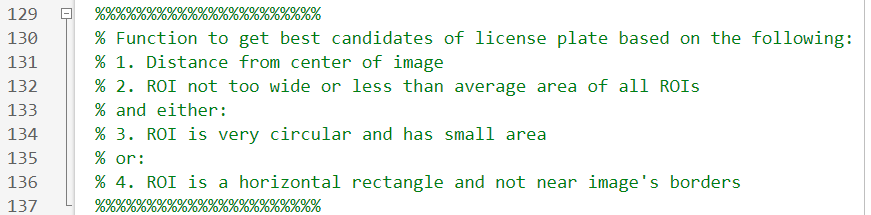 129 %%%%%%%%%%%%%%%%%%%%%%
130 % Function to get best candidates of license plate based on the following:
131 % 1. Distance from center of image
132 % 2. ROI not too wide or less than average area of all ROIs
133 % and either:
134 % 3. ROI is very circular and has small area
135 % or:
136 % 4. ROI is a horizontal rectangle and not near image's borders
137 %%%%%%%%%%%%%%%%%%%%%%